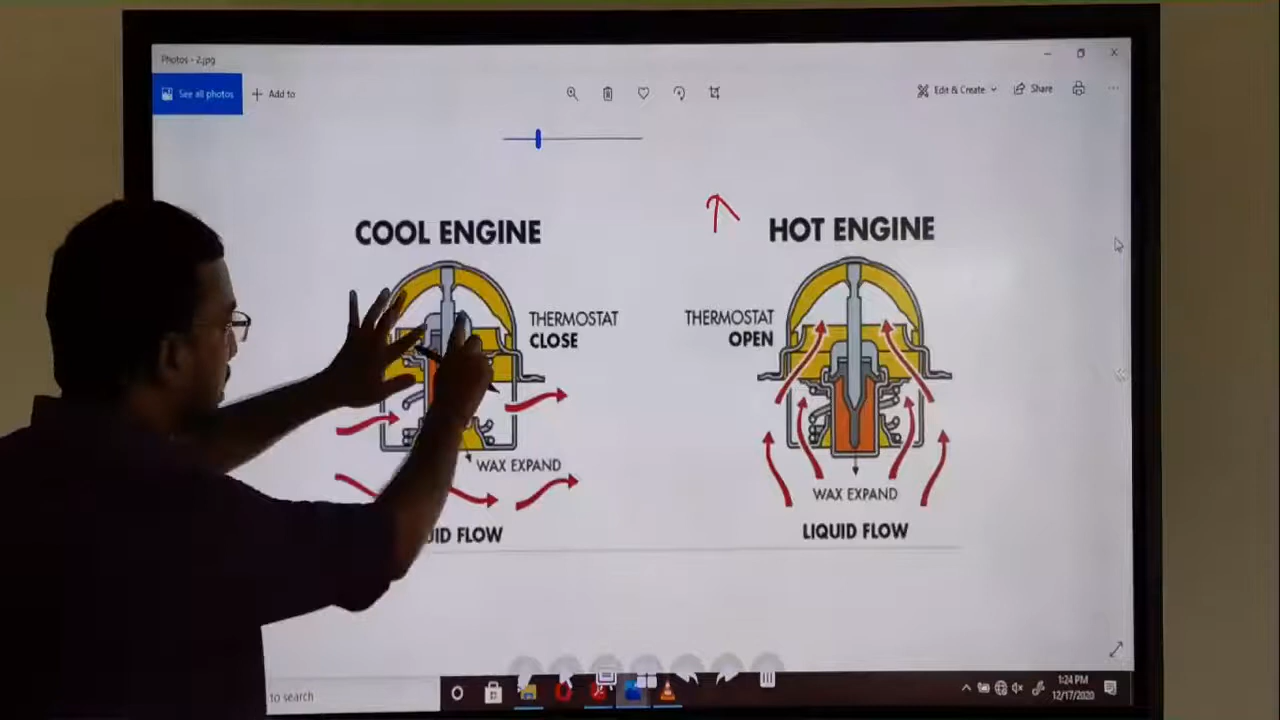 Photos - 2.jpg
See all photos
Add to
Edit & Create
Share
COOL ENGINE
HOT ENGINE
THERMOSTAT
CLOSE
THERMOSTAT
OPEN
WAX EXPAND
WAX EXPAND
FLOW
LIQUID FLOW
to search
1:24 PM
12/17/2020